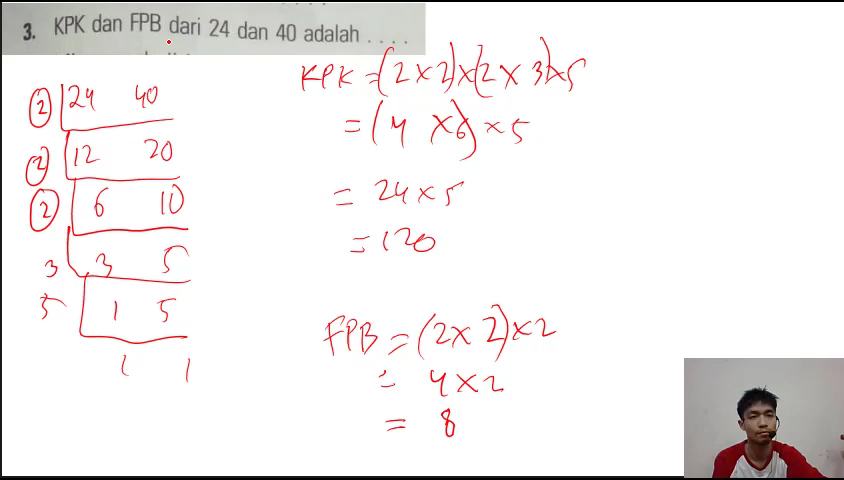 3. KPK dan FPB dari 24 dan 40 adalah ....
2 24 40
2 12 20
2 6 10
3 3 5
5 1 5
1 1
KPK = (2 x 2) x (2 x 3) x 5
= (4 x 6) x 5
= 24 x 5
= 120
FPB = (2 x 2) x 2
= 4 x 2
= 8